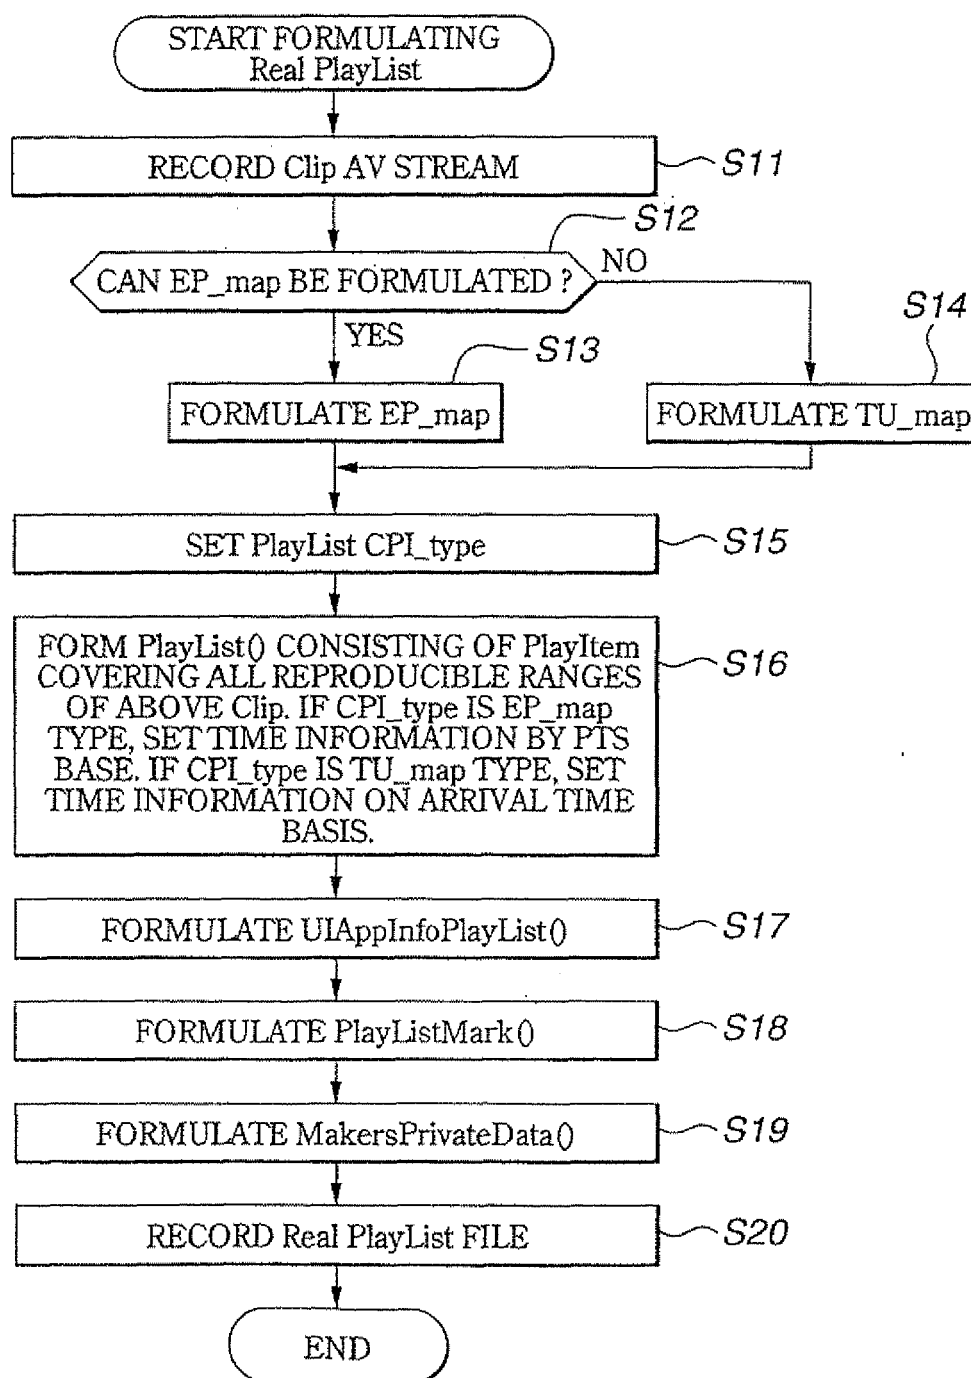 START FORMULATING
Real PlayList
RECORD Clip AV STREAM
S11
S12
CAN EP_map BE FORMULATED ?
NO
YES
S13
S14
FORMULATE EP_map
FORMULATE TU_map
SET PlayList CPI_type
S15
FORM PlayList() CONSISTING OF PlayItem
COVERING ALL REPRODUCIBLE RANGES
OF ABOVE Clip. IF CPI_type IS EP_map
TYPE, SET TIME INFORMATION BY PTS
BASE. IF CPI_type IS TU_map TYPE, SET
TIME INFORMATION ON ARRIVAL TIME
BASIS.
S16
FORMULATE UIAppInfoPlayList()
S17
FORMULATE PlayListMark()
S18
FORMULATE MakersPrivateData()
S19
RECORD Real PlayList FILE
S20
END